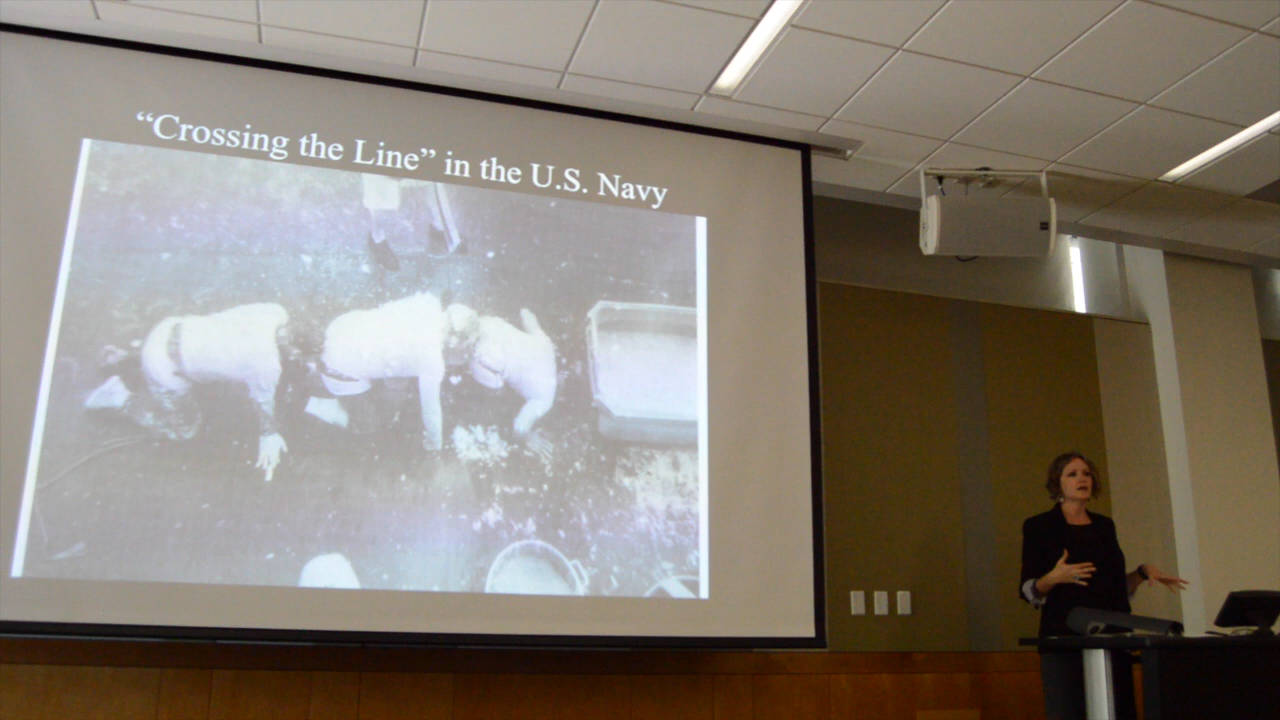 “Crossing the Line” in the U.S. Navy